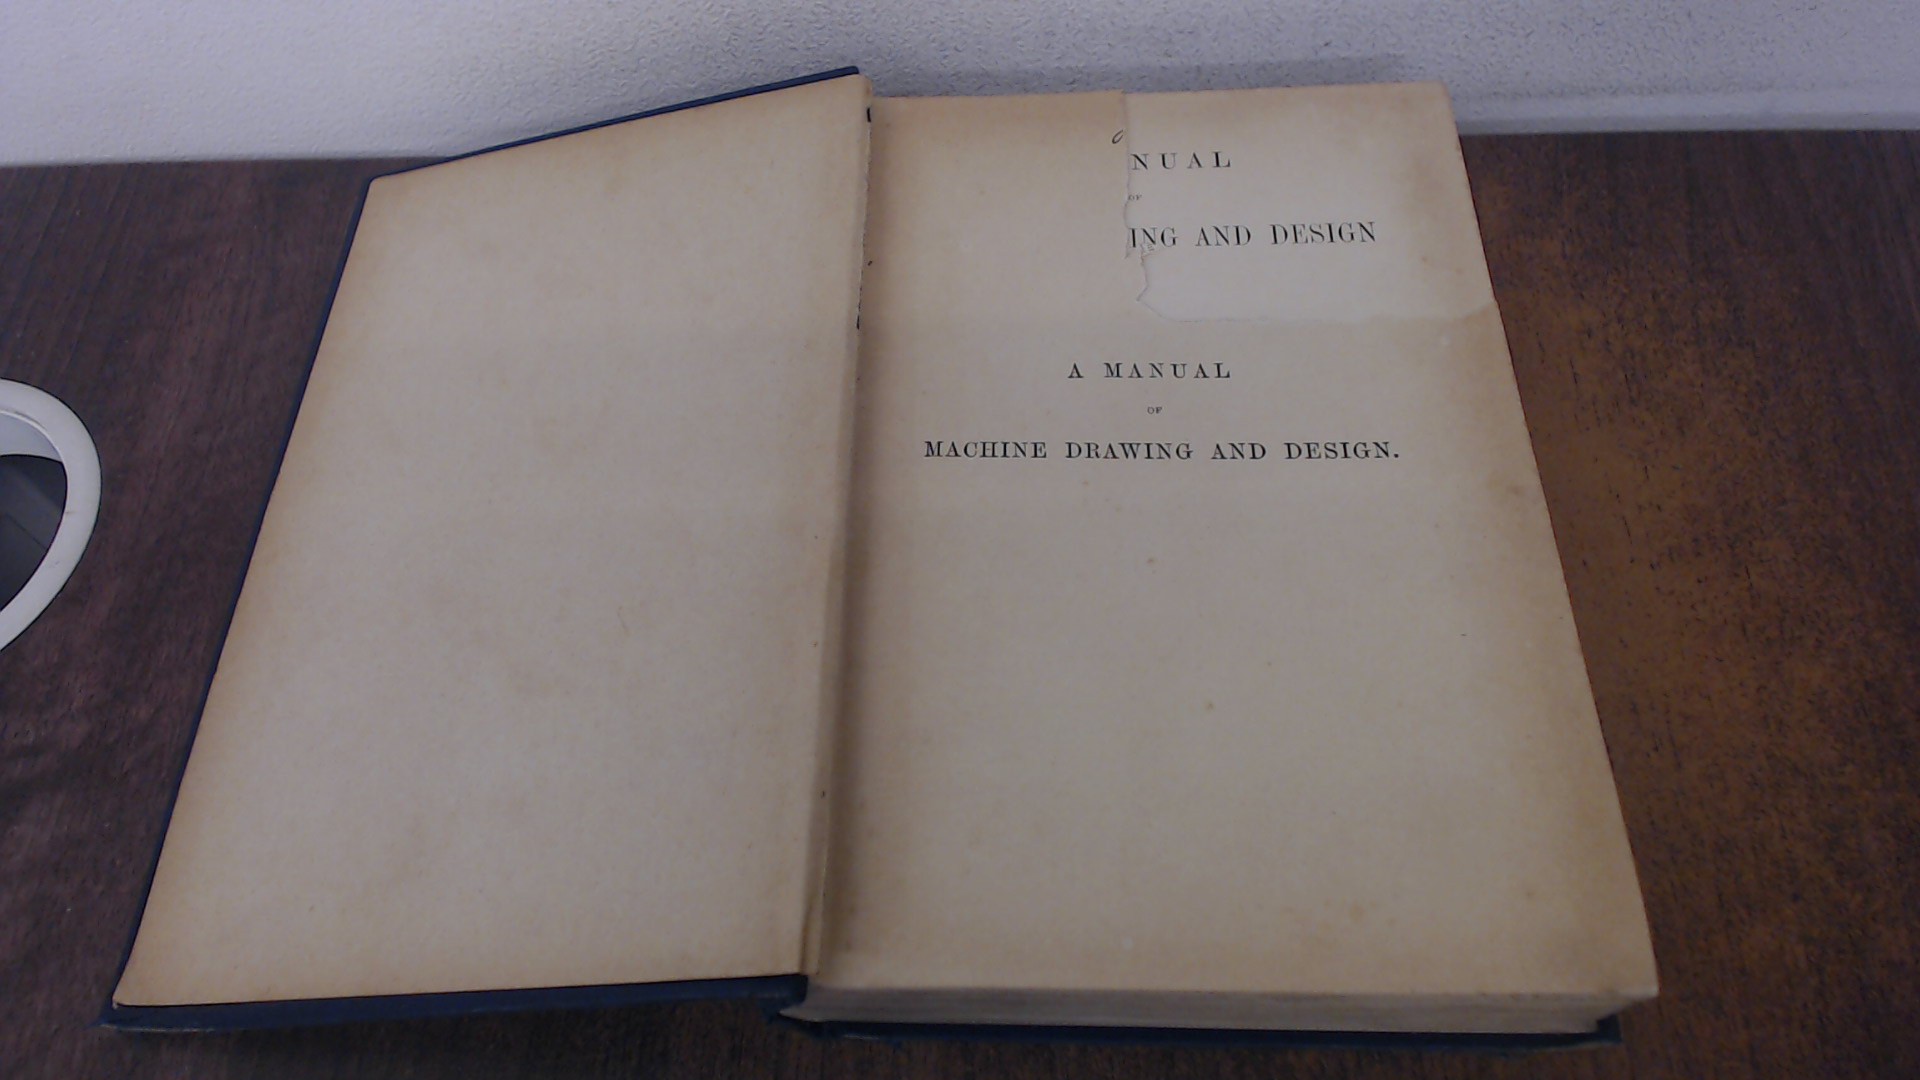 NUAL
OF
ING AND DESIGN
A MANUAL
OF
MACHINE DRAWING AND DESIGN.